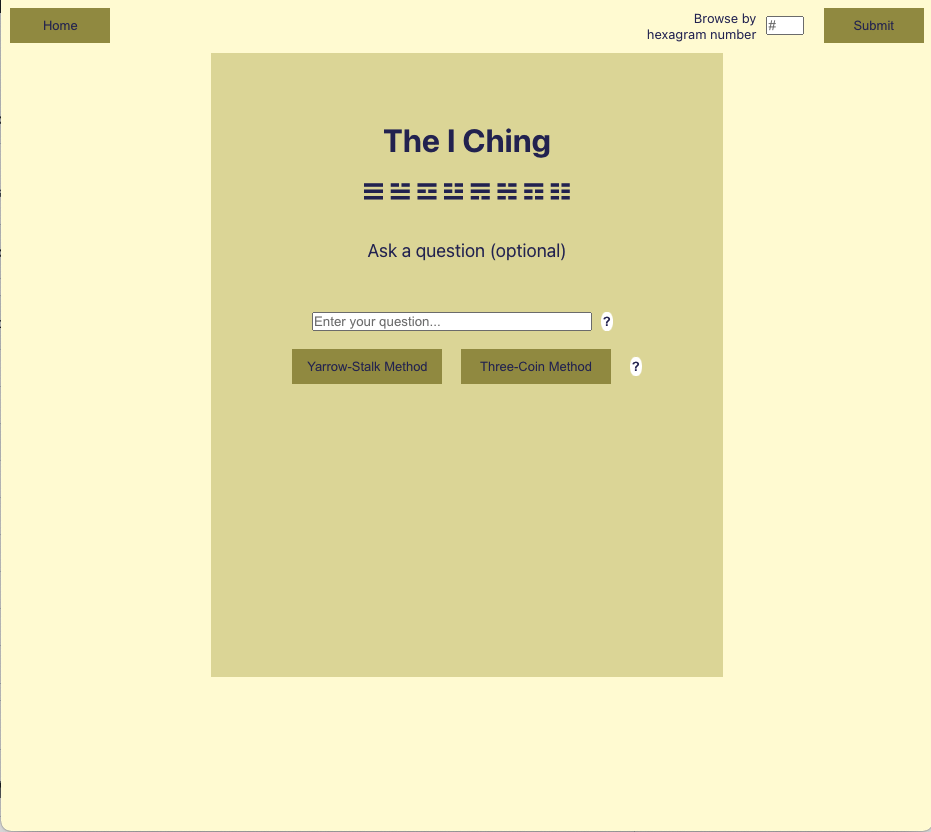 Home
Browse by
hexagram number
#
Submit
The I Ching
☰ ☱ ☲ ☳ ☴ ☵ ☶ ☷
Ask a question (optional)
Enter your question...
?
Yarrow-Stalk Method
Three-Coin Method
?